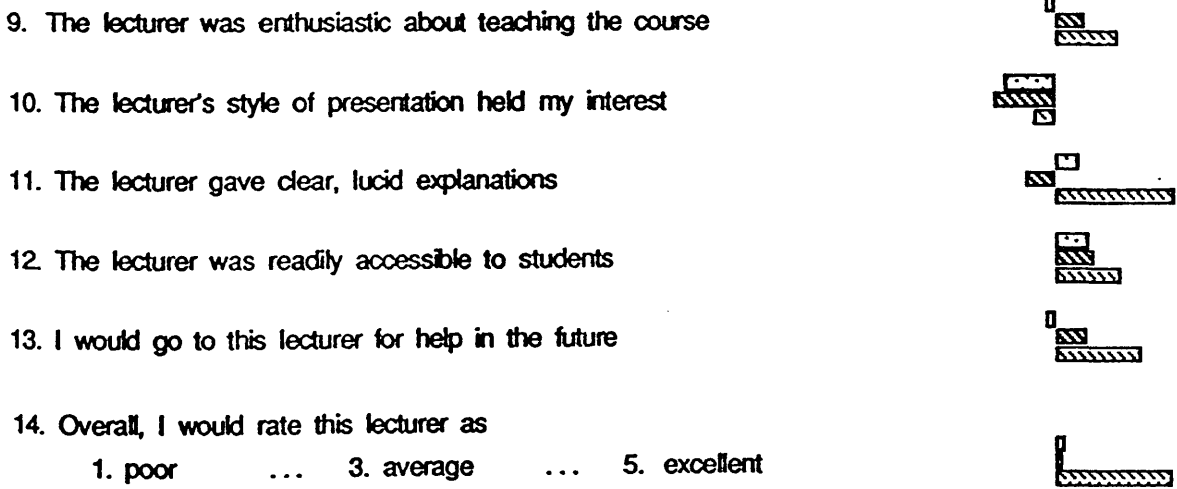 9. The lecturer was enthusiastic about teaching the course
10. The lecturer's style of presentation held my interest
11. The lecturer gave clear, lucid explanations
12. The lecturer was readily accessible to students
13. I would go to this lecturer for help in the future
14. Overall, I would rate this lecturer as
1. poor ... 3. average ... 5. excellent